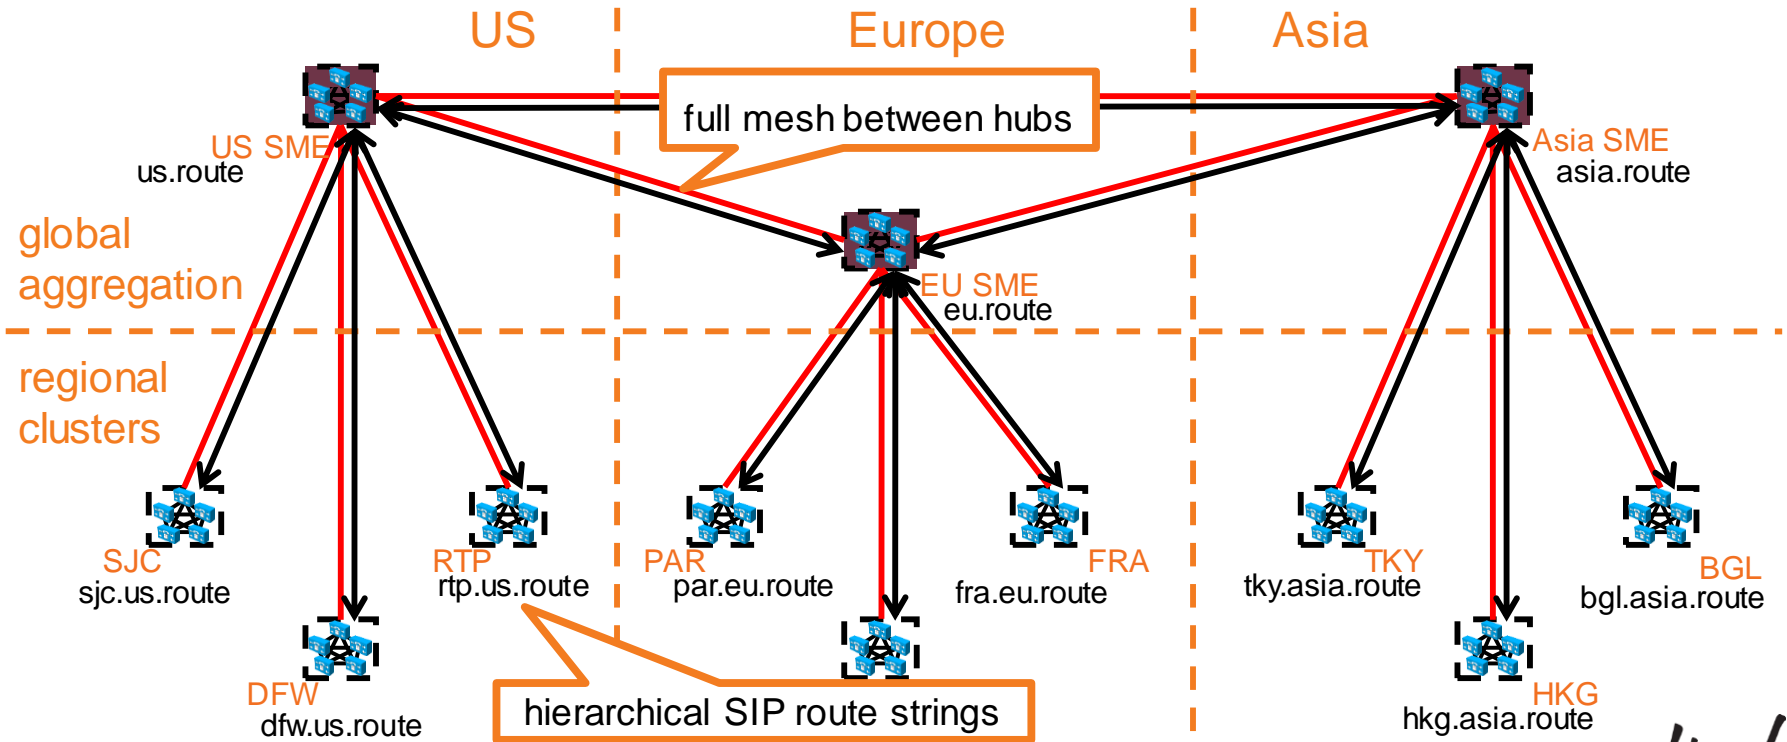 US
Europe
Asia
full mesh between hubs
US SME
us.route
Asia SME
asia.route
global
aggregation
EU SME
eu.route
regional
clusters
SJC
sjc.us.route
RTP
rtp.us.route
PAR
par.eu.route
FRA
fra.eu.route
TKY
tky.asia.route
BGL
bgl.asia.route
DFW
dfw.us.route
hierarchical SIP route strings
HKG
hkg.asia.route